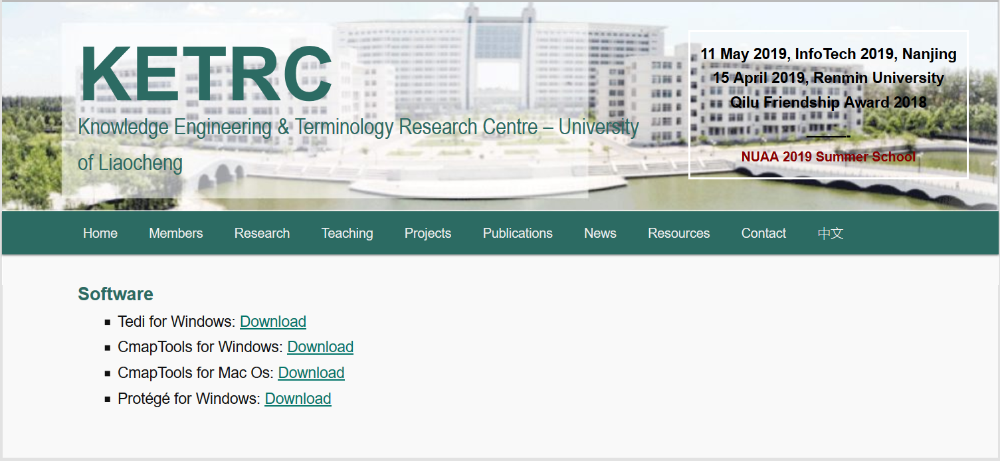 KETRC
Knowledge Engineering & Terminology Research Centre – University
of Liaocheng
11 May 2019, InfoTech 2019, Nanjing
15 April 2019, Renmin University
Qilu Friendship Award 2018
———-
NUAA 2019 Summer School
Home Members Research Teaching Projects Publications News Resources Contact 中文
Software
Tedi for Windows: Download
CmapTools for Windows: Download
CmapTools for Mac Os: Download
Protégé for Windows: Download